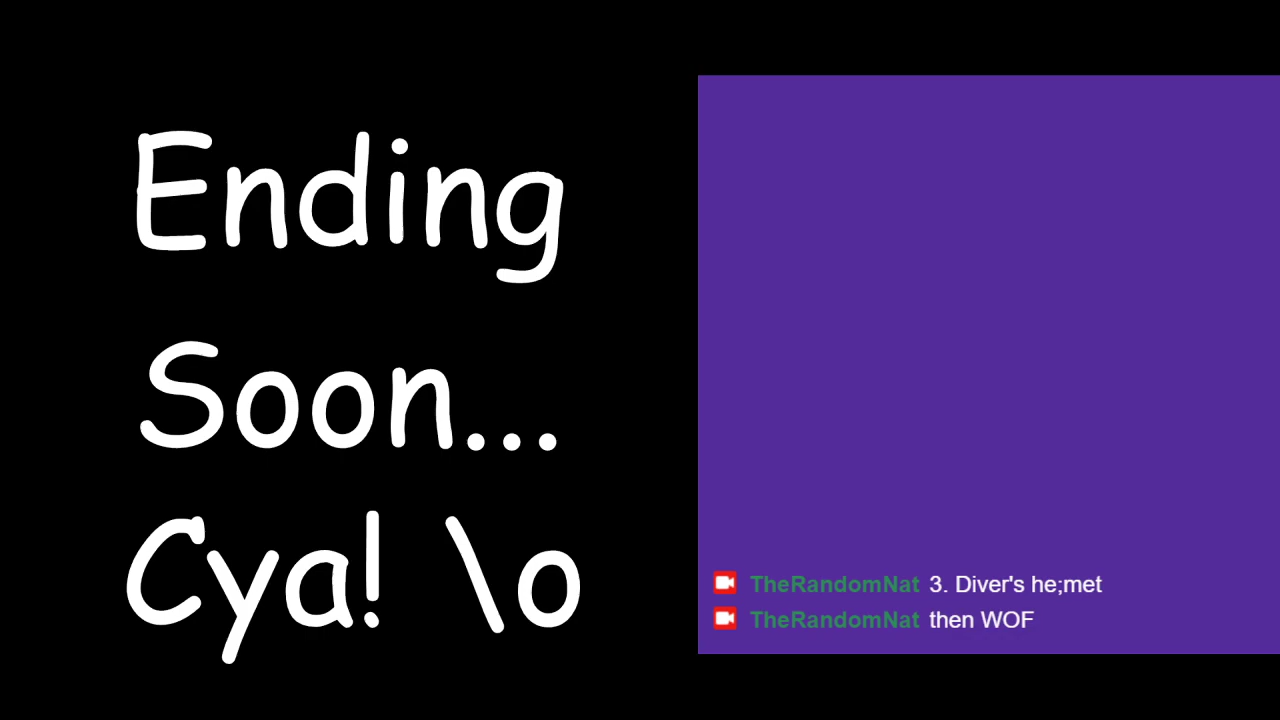 Ending
Soon...
Cya! \o
TheRandomNat 3. Diver's he;met
TheRandomNat then WOF